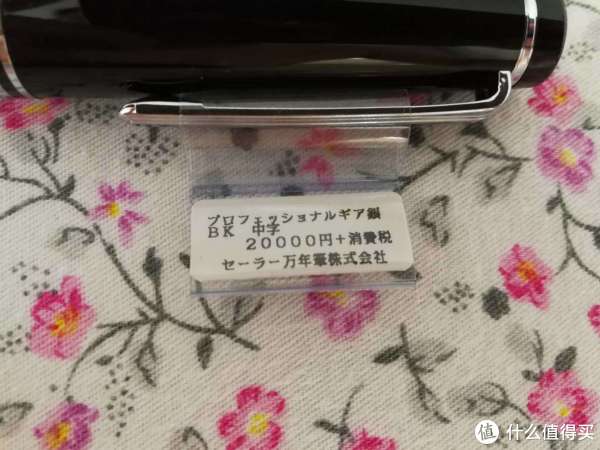 プロフェッショナルギア銀
BK 中字
20000円+消費税
セーラー万年筆株式会社
值 什么值得买